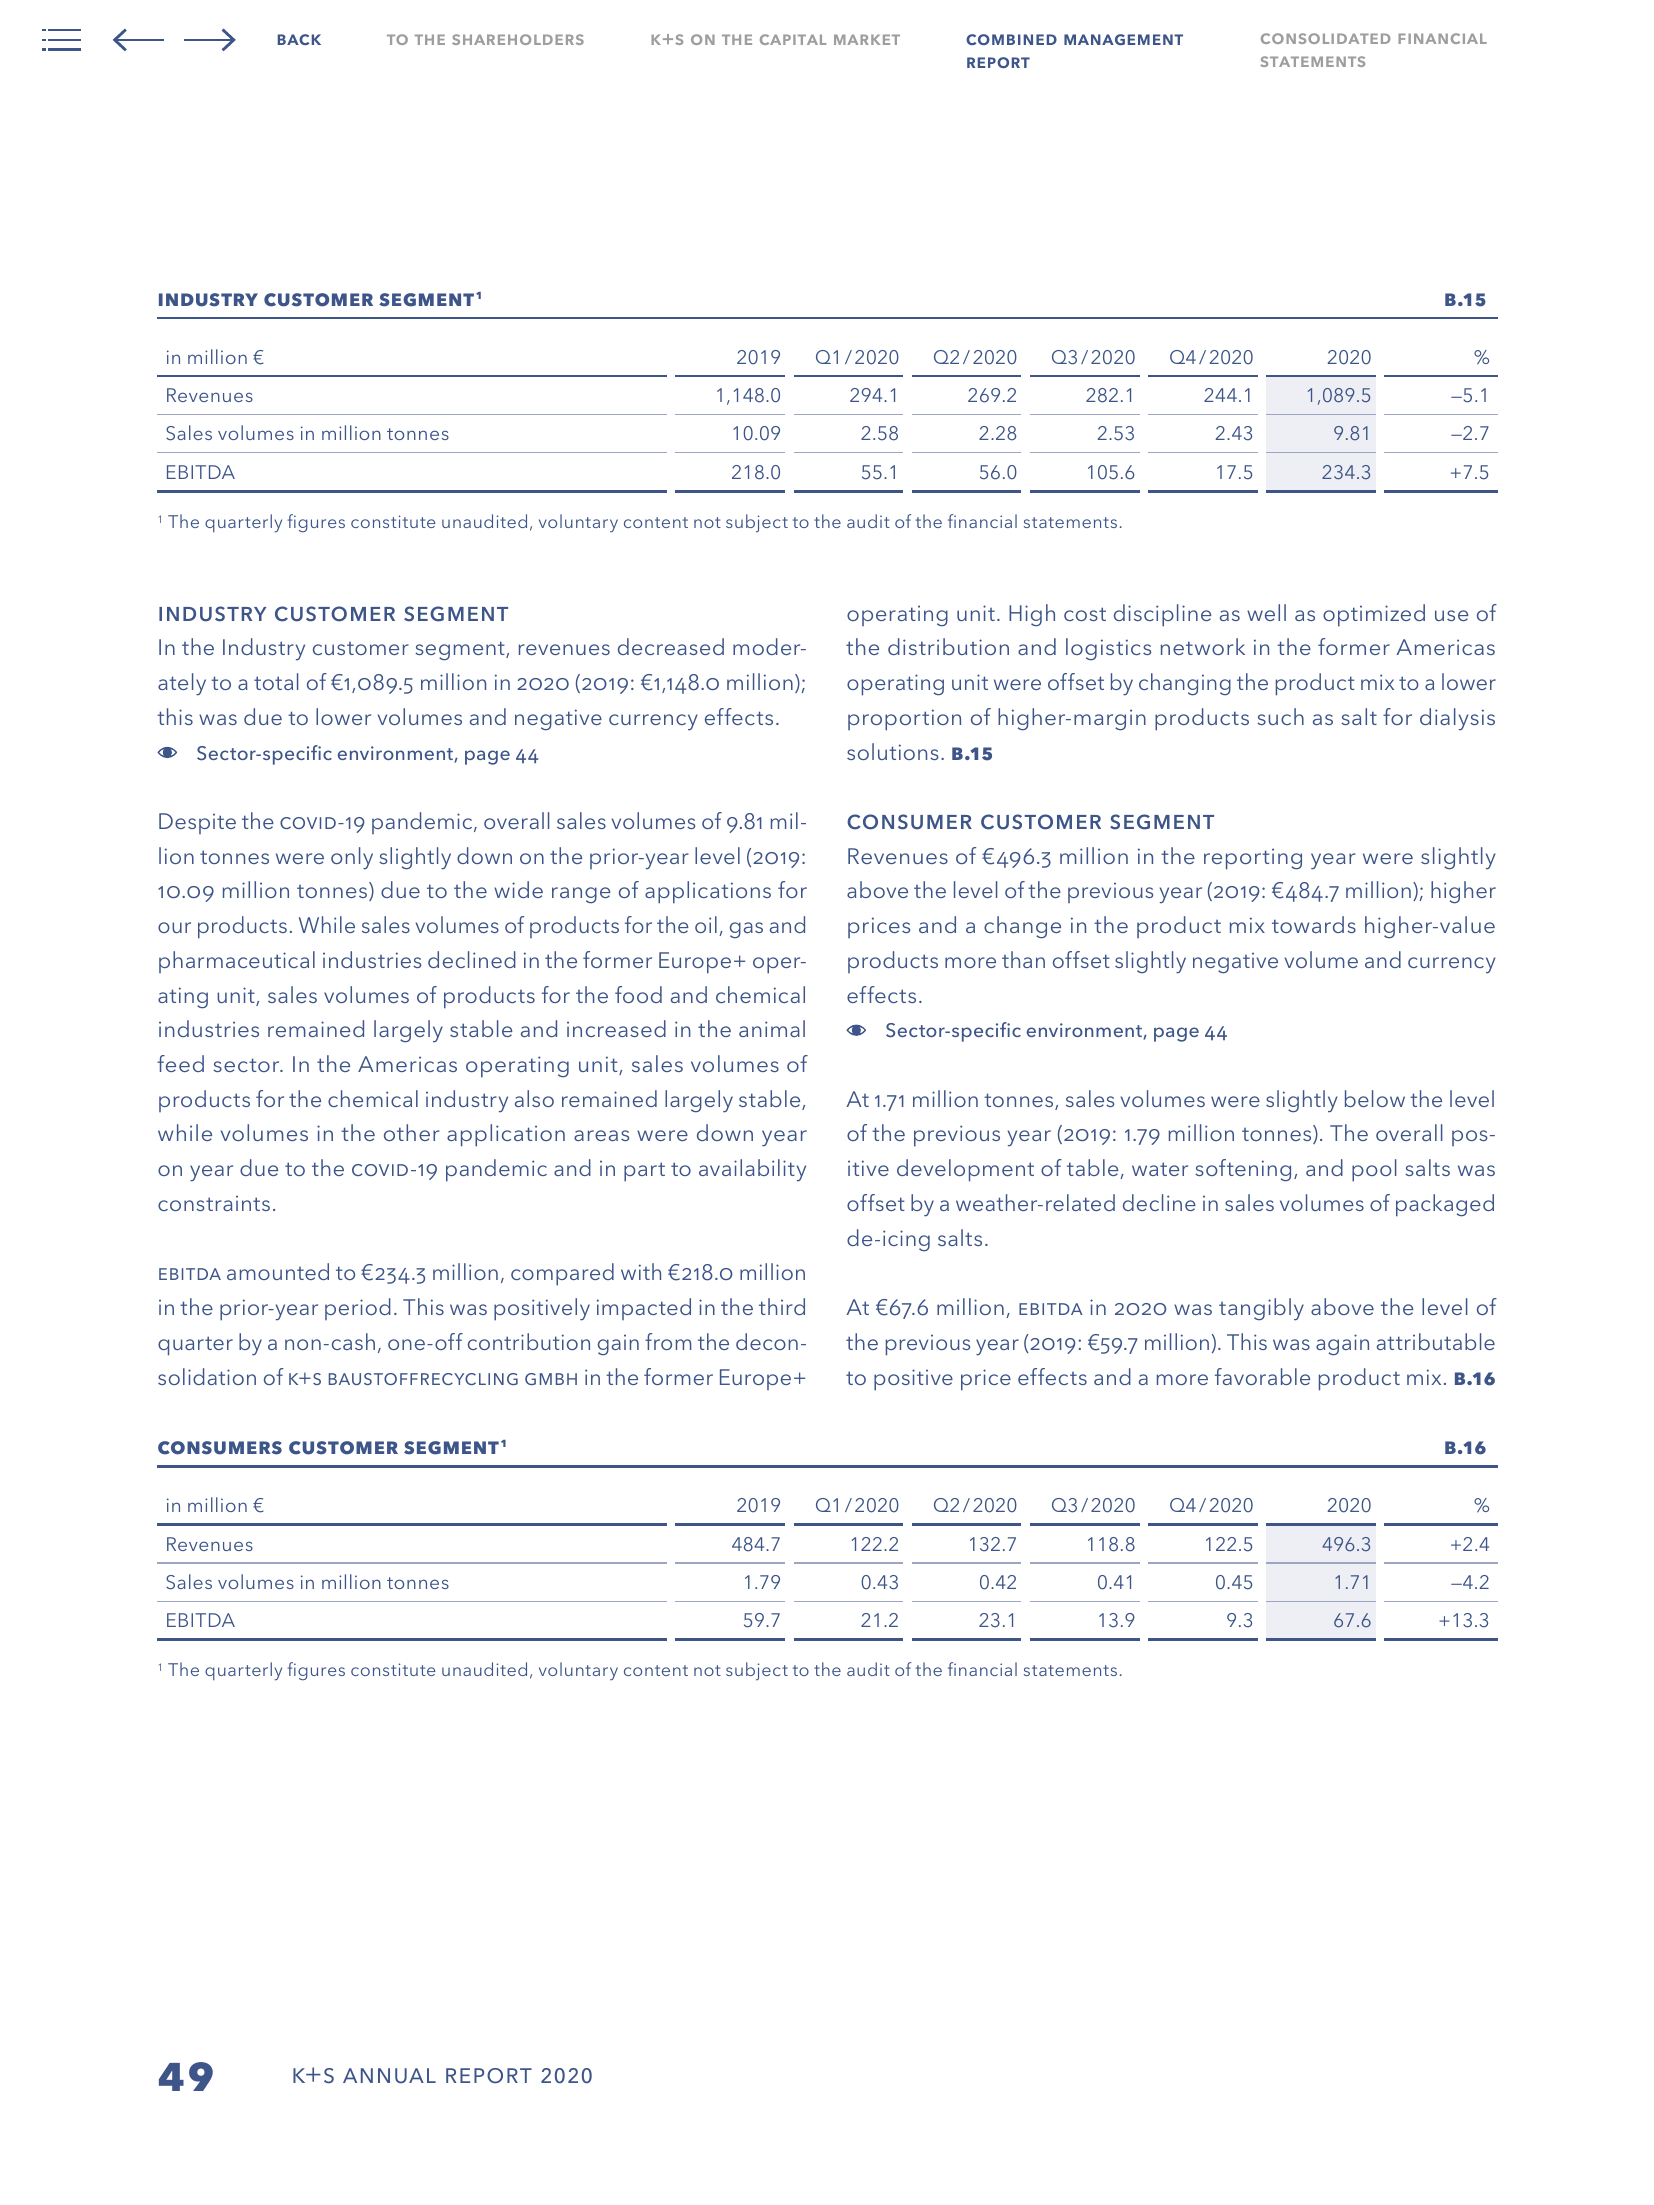 BACK
TO THE SHAREHOLDERS
K+S ON THE CAPITAL MARKET
COMBINED MANAGEMENT
REPORT
CONSOLIDATED FINANCIAL
STATEMENTS
INDUSTRY CUSTOMER SEGMENT¹ B.15
in million € 2019 Q1/2020 Q2/2020 Q3/2020 Q4/2020 2020 %
Revenues 1,148.0 294.1 269.2 282.1 244.1 1,089.5 –5.1
Sales volumes in million tonnes 10.09 2.58 2.28 2.53 2.43 9.81 –2.7
EBITDA 218.0 55.1 56.0 105.6 17.5 234.3 +7.5
¹ The quarterly figures constitute unaudited, voluntary content not subject to the audit of the financial statements.
INDUSTRY CUSTOMER SEGMENT
In the Industry customer segment, revenues decreased moder-
ately to a total of €1,089.5 million in 2020 (2019: €1,148.0 million);
this was due to lower volumes and negative currency effects.
Sector-specific environment, page 44
Despite the COVID-19 pandemic, overall sales volumes of 9.81 mil-
lion tonnes were only slightly down on the prior-year level (2019:
10.09 million tonnes) due to the wide range of applications for
our products. While sales volumes of products for the oil, gas and
pharmaceutical industries declined in the former Europe+ oper-
ating unit, sales volumes of products for the food and chemical
industries remained largely stable and increased in the animal
feed sector. In the Americas operating unit, sales volumes of
products for the chemical industry also remained largely stable,
while volumes in the other application areas were down year
on year due to the COVID-19 pandemic and in part to availability
constraints.
EBITDA amounted to €234.3 million, compared with €218.0 million
in the prior-year period. This was positively impacted in the third
quarter by a non-cash, one-off contribution gain from the decon-
solidation of K+S BAUSTOFFRECYCLING GMBH in the former Europe+
operating unit. High cost discipline as well as optimized use of
the distribution and logistics network in the former Americas
operating unit were offset by changing the product mix to a lower
proportion of higher-margin products such as salt for dialysis
solutions. B.15
CONSUMER CUSTOMER SEGMENT
Revenues of €496.3 million in the reporting year were slightly
above the level of the previous year (2019: €484.7 million); higher
prices and a change in the product mix towards higher-value
products more than offset slightly negative volume and currency
effects.
Sector-specific environment, page 44
At 1.71 million tonnes, sales volumes were slightly below the level
of the previous year (2019: 1.79 million tonnes). The overall pos-
itive development of table, water softening, and pool salts was
offset by a weather-related decline in sales volumes of packaged
de-icing salts.
At €67.6 million, EBITDA in 2020 was tangibly above the level of
the previous year (2019: €59.7 million). This was again attributable
to positive price effects and a more favorable product mix. B.16
CONSUMERS CUSTOMER SEGMENT¹ B.16
in million € 2019 Q1/2020 Q2/2020 Q3/2020 Q4/2020 2020 %
Revenues 484.7 122.2 132.7 118.8 122.5 496.3 +2.4
Sales volumes in million tonnes 1.79 0.43 0.42 0.41 0.45 1.71 –4.2
EBITDA 59.7 21.2 23.1 13.9 9.3 67.6 +13.3
¹ The quarterly figures constitute unaudited, voluntary content not subject to the audit of the financial statements.
49 K+S ANNUAL REPORT 2020